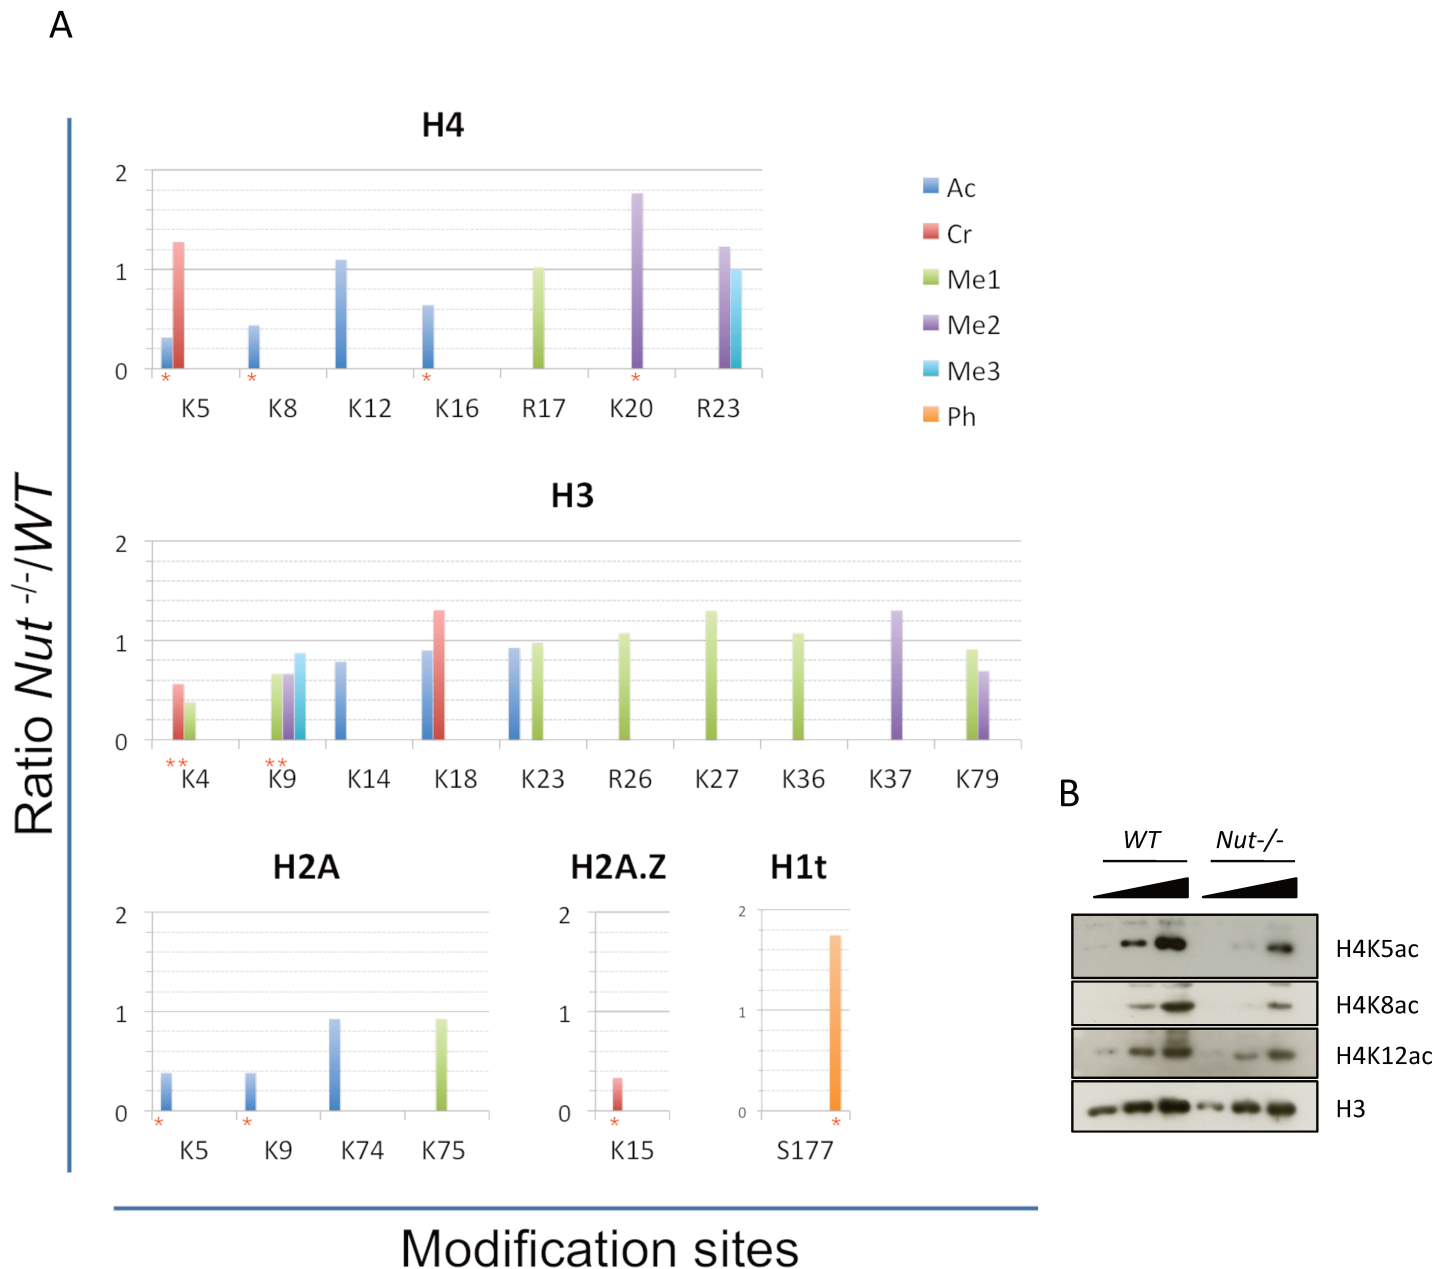 A
H4
2
1
0
* * * *
K5 K8 K12 K16 R17 K20 R23
Ac
Cr
Me1
Me2
Me3
Ph
Ratio Nut -/-/WT
H3
2
1
0
** **
K4 K9 K14 K18 K23 R26 K27 K36 K37 K79
H2A
2
1
0
* *
K5 K9 K74 K75
H2A.Z
2
1
0
*
K15
H1t
2
1
0
*
S177
Modification sites
B
WT Nut-/-
H4K5ac
H4K8ac
H4K12ac
H3